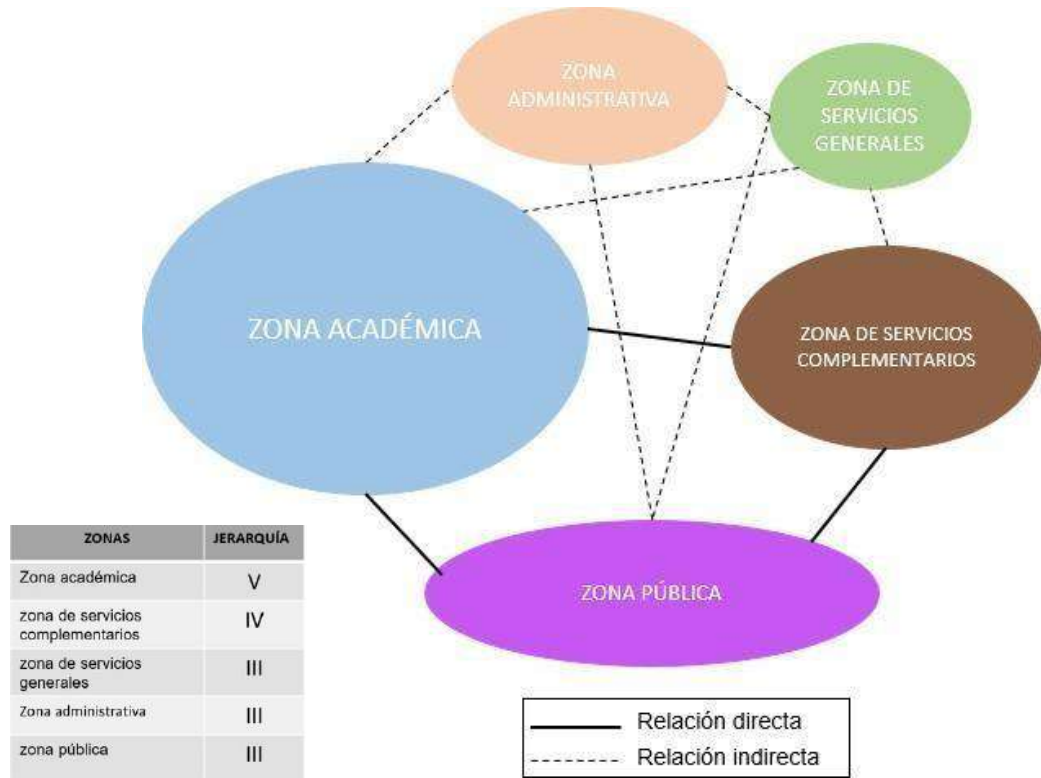 ZONA
ADMINISTRATIVA
ZONA DE
SERVICIOS
GENERALES
ZONA ACADÉMICA
ZONA DE SERVICIOS
COMPLEMENTARIOS
ZONA PÚBLICA
ZONAS JERARQUÍA
Zona académica V
zona de servicios
complementarios IV
zona de servicios
generales III
Zona administrativa III
zona pública III
Relación directa
Relación indirecta